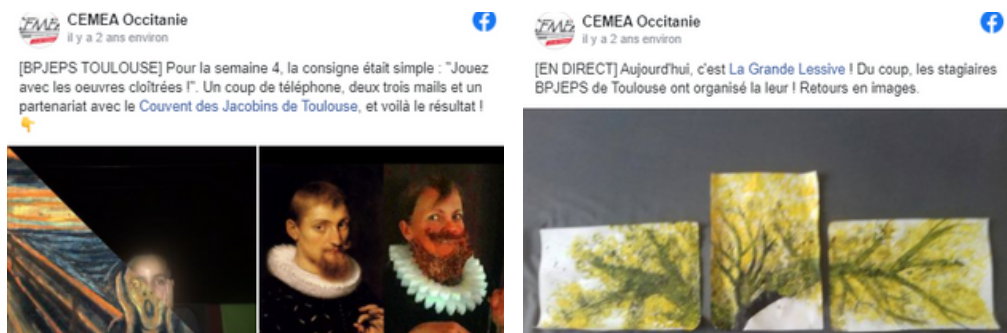 CEMEA Occitanie
il y a 2 ans environ
[BPJEPS TOULOUSE] Pour la semaine 4, la consigne était simple : "Jouez
avec les oeuvres cloîtrées !". Un coup de téléphone, deux trois mails et un
partenariat avec le Couvent des Jacobins de Toulouse, et voilà le résultat !
👇
CEMEA Occitanie
il y a 2 ans environ
[EN DIRECT] Aujourd'hui, c'est La Grande Lessive ! Du coup, les stagiaires
BPJEPS de Toulouse ont organisé la leur ! Retours en images.